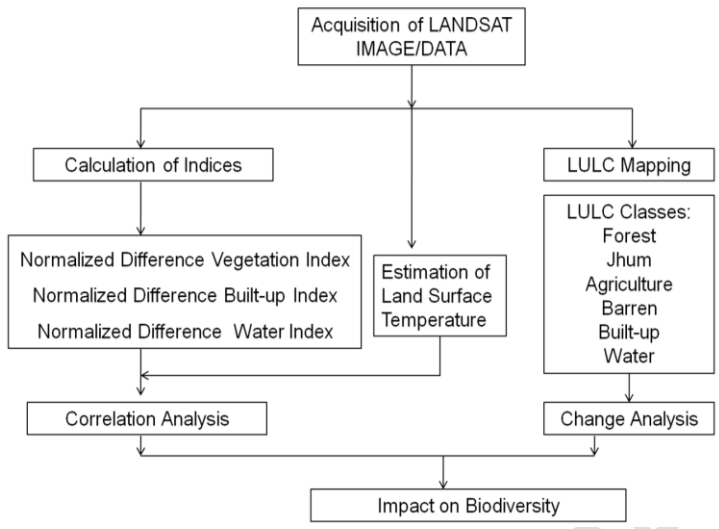 Acquisition of LANDSAT
IMAGE/DATA
Calculation of Indices
LULC Mapping
Normalized Difference Vegetation Index
Normalized Difference Built-up Index
Normalized Difference Water Index
Estimation of
Land Surface
Temperature
LULC Classes:
Forest
Jhum
Agriculture
Barren
Built-up
Water
Correlation Analysis
Change Analysis
Impact on Biodiversity